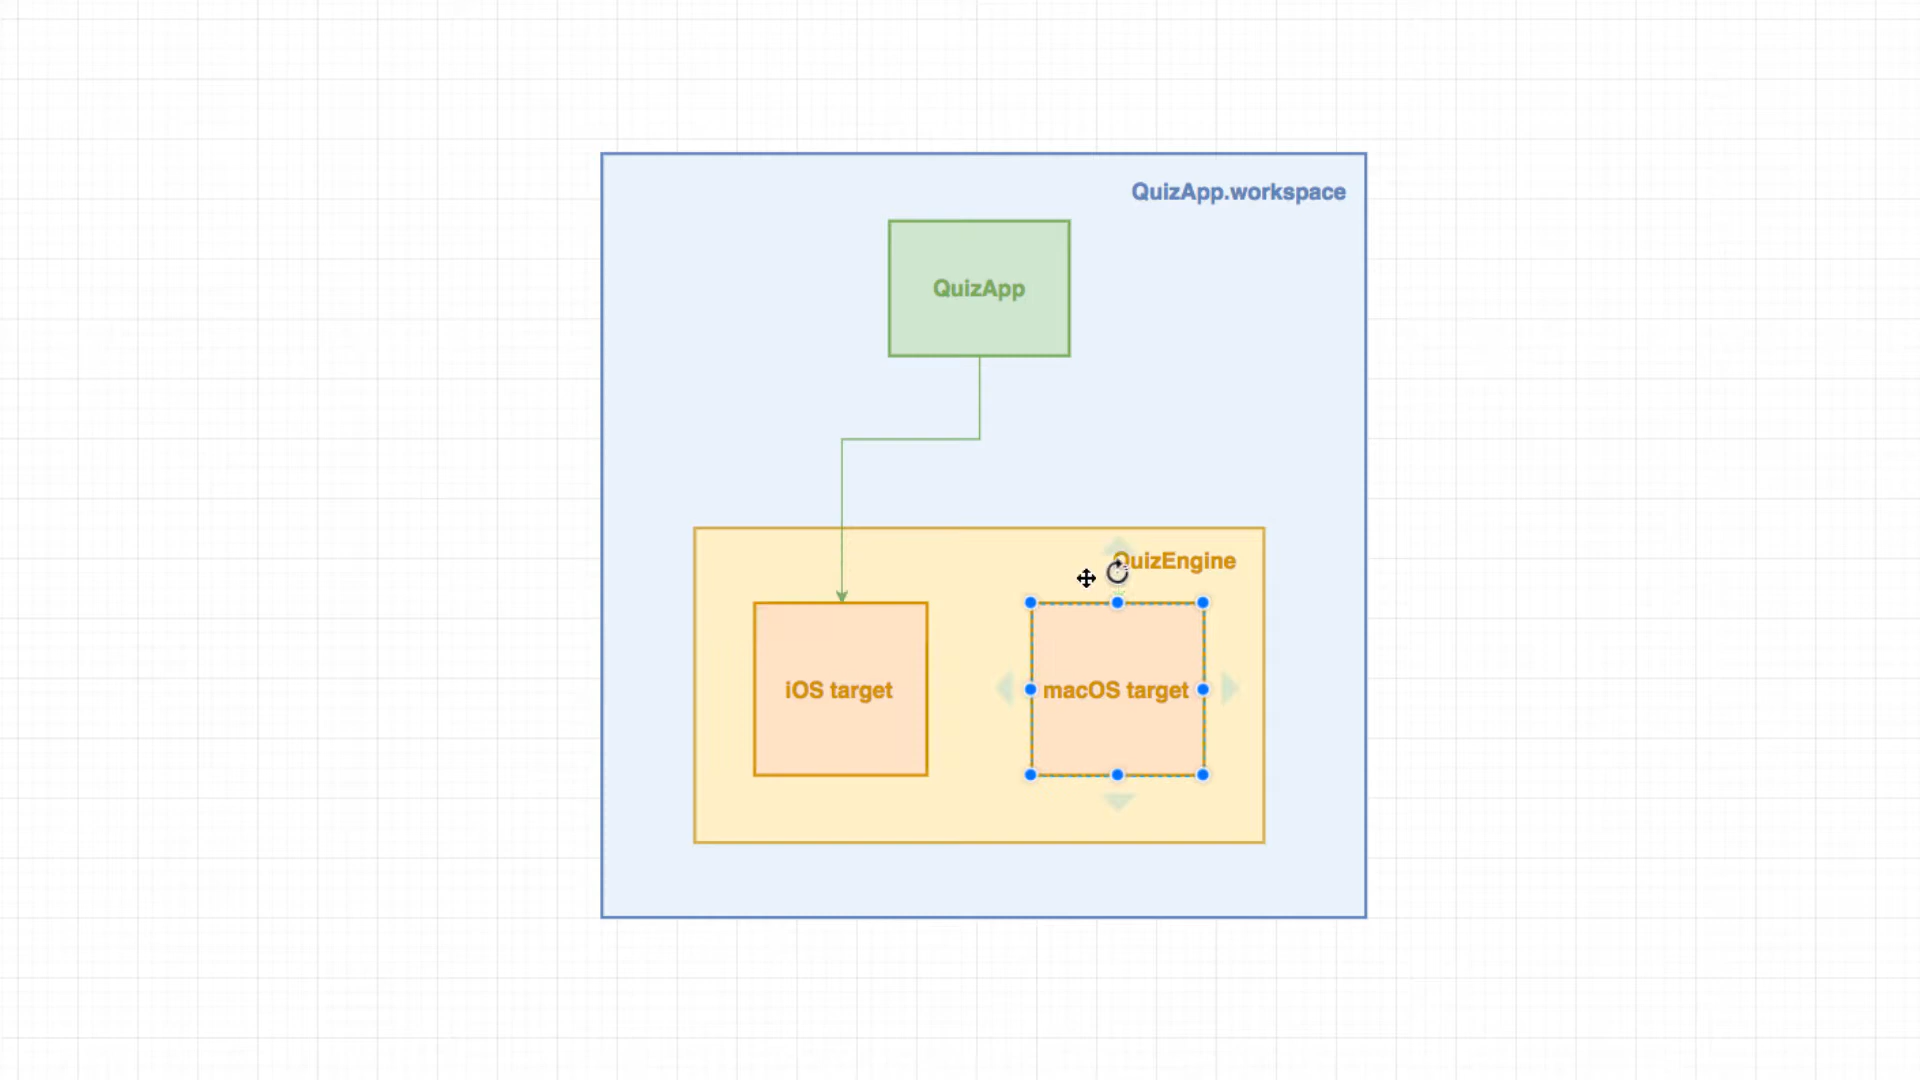 QuizApp.workspace
QuizApp
QuizEngine
iOS target
macOS target